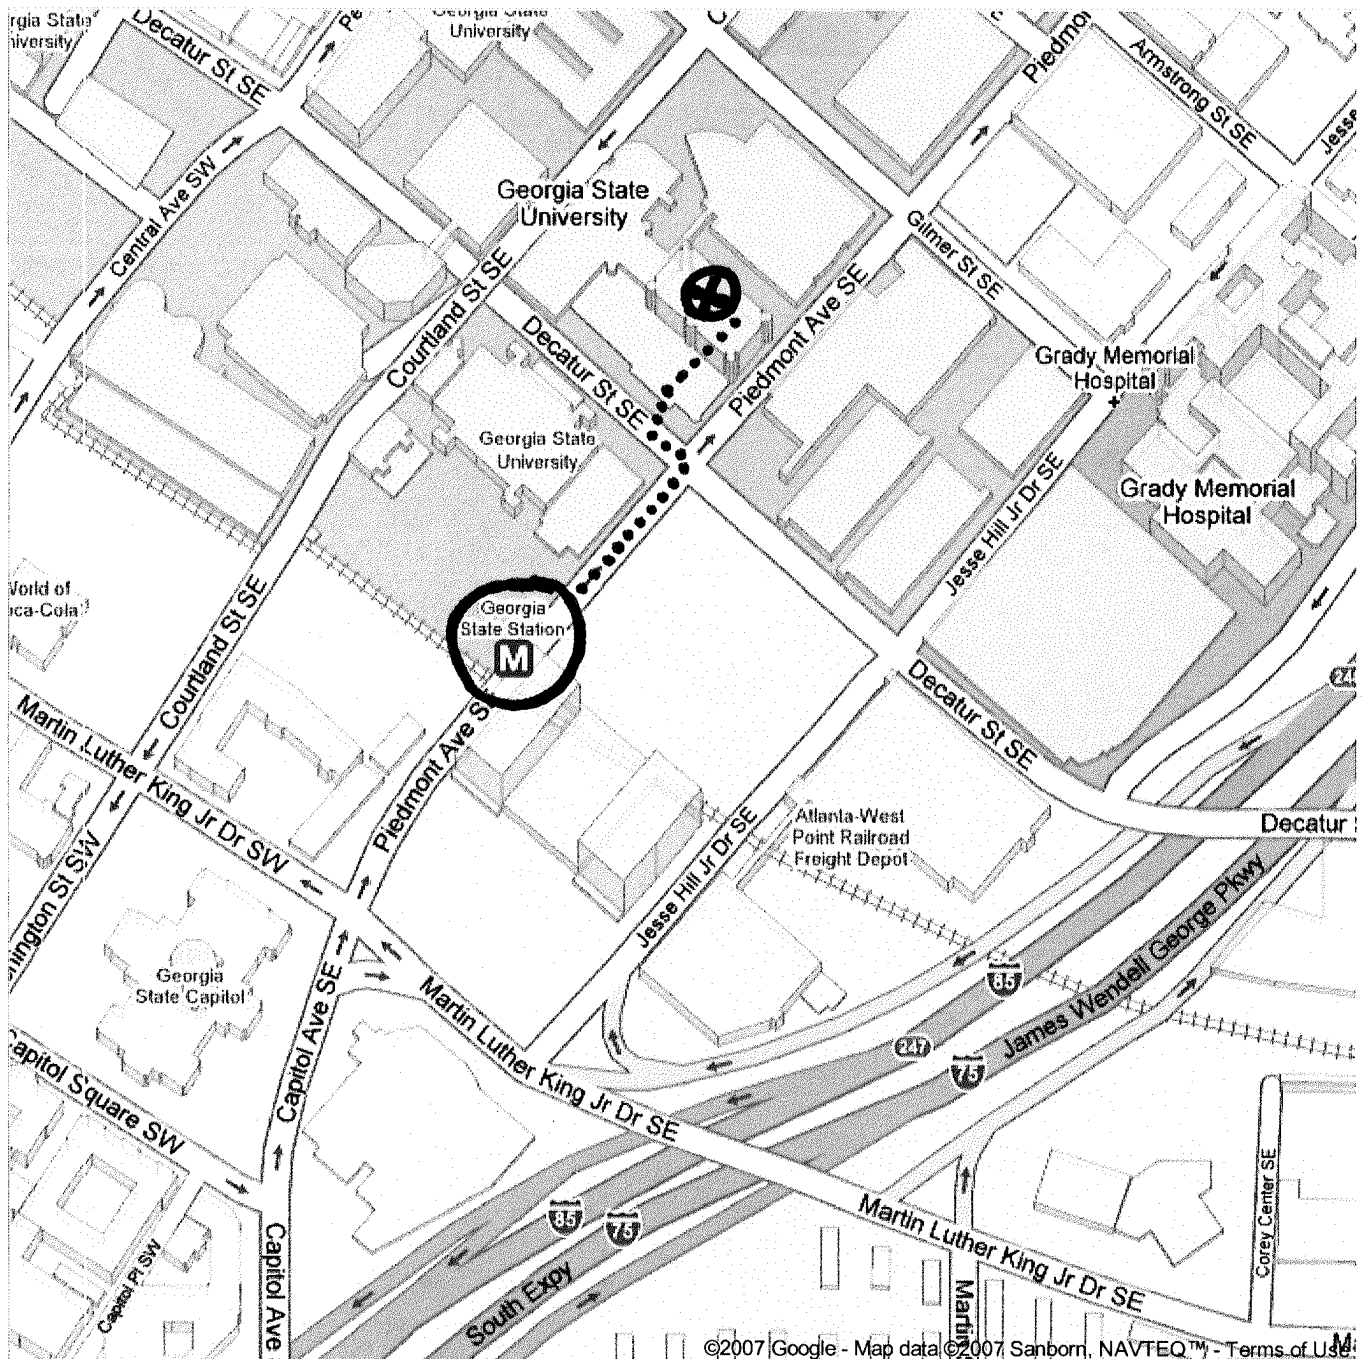 Decatur St SE
Georgia State
University
Armstrong St SE
Central Ave SW
Georgia State
University
Courtland St SE
Decatur St SE
Piedmont Ave SE
Gilmer St SE
Grady Memorial
Hospital
Georgia State
University
Grady Memorial
Hospital
Jesse Hill Jr Dr SE
Georgia
State Station
M
Courtland St SE
Decatur St SE
Martin Luther King Jr Dr SW
Piedmont Ave S
Jesse Hill Jr Dr SE
Atlanta-West
Point Railroad
Freight Depot
Decatur
Georgia
State Capitol
Capitol Ave SE
Martin Luther King Jr Dr SE
85
247
75
James Wendell George Pkwy
Capitol Square SW
Capitol Pl SW
Capitol Ave
85
75
South Expy
Martin Luther King Jr Dr SE
Corey Center SE
©2007 Google - Map data ©2007 Sanborn, NAVTEQ™ - Terms of Use